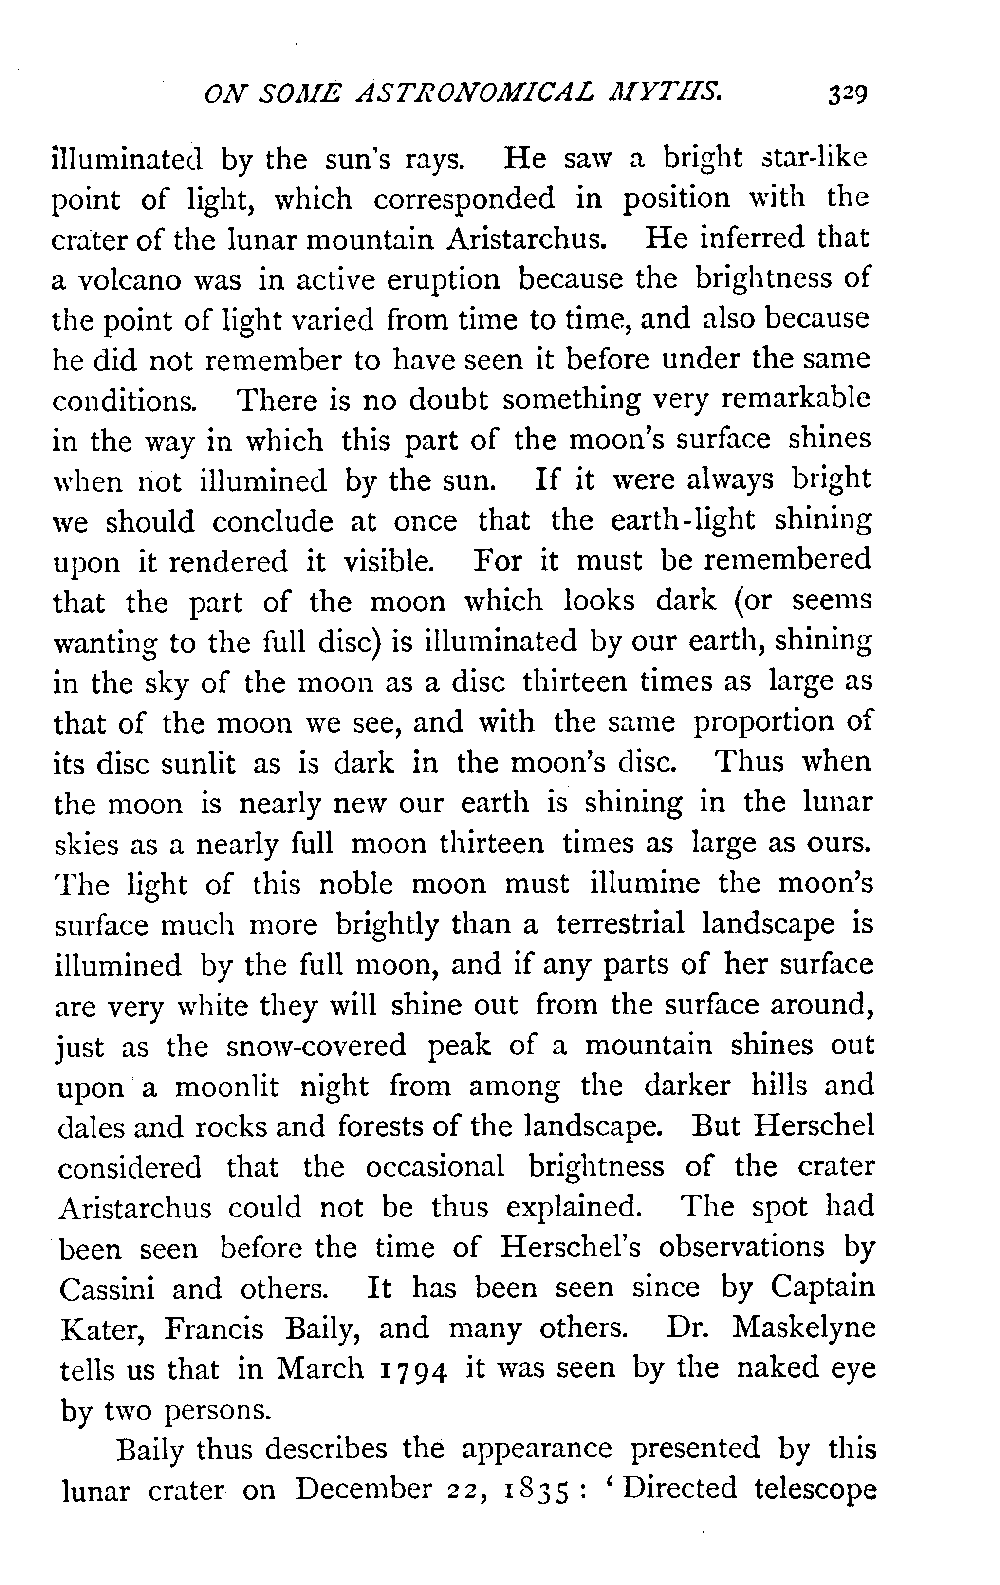 ON SOME ASTRONOMICAL MYTHS. 329
illuminated by the sun's rays. He saw a bright star-like
point of light, which corresponded in position with the
crater of the lunar mountain Aristarchus. He inferred that
a volcano was in active eruption because the brightness of
the point of light varied from time to time, and also because
he did not remember to have seen it before under the same
conditions. There is no doubt something very remarkable
in the way in which this part of the moon's surface shines
when not illumined by the sun. If it were always bright
we should conclude at once that the earth-light shining
upon it rendered it visible. For it must be remembered
that the part of the moon which looks dark (or seems
wanting to the full disc) is illuminated by our earth, shining
in the sky of the moon as a disc thirteen times as large as
that of the moon we see, and with the same proportion of
its disc sunlit as is dark in the moon's disc. Thus when
the moon is nearly new our earth is shining in the lunar
skies as a nearly full moon thirteen times as large as ours.
The light of this noble moon must illumine the moon's
surface much more brightly than a terrestrial landscape is
illumined by the full moon, and if any parts of her surface
are very white they will shine out from the surface around,
just as the snow-covered peak of a mountain shines out
upon a moonlit night from among the darker hills and
dales and rocks and forests of the landscape. But Herschel
considered that the occasional brightness of the crater
Aristarchus could not be thus explained. The spot had
been seen before the time of Herschel's observations by
Cassini and others. It has been seen since by Captain
Kater, Francis Baily, and many others. Dr. Maskelyne
tells us that in March 1794 it was seen by the naked eye
by two persons.
Baily thus describes the appearance presented by this
lunar crater on December 22, 1835: ‘Directed telescope